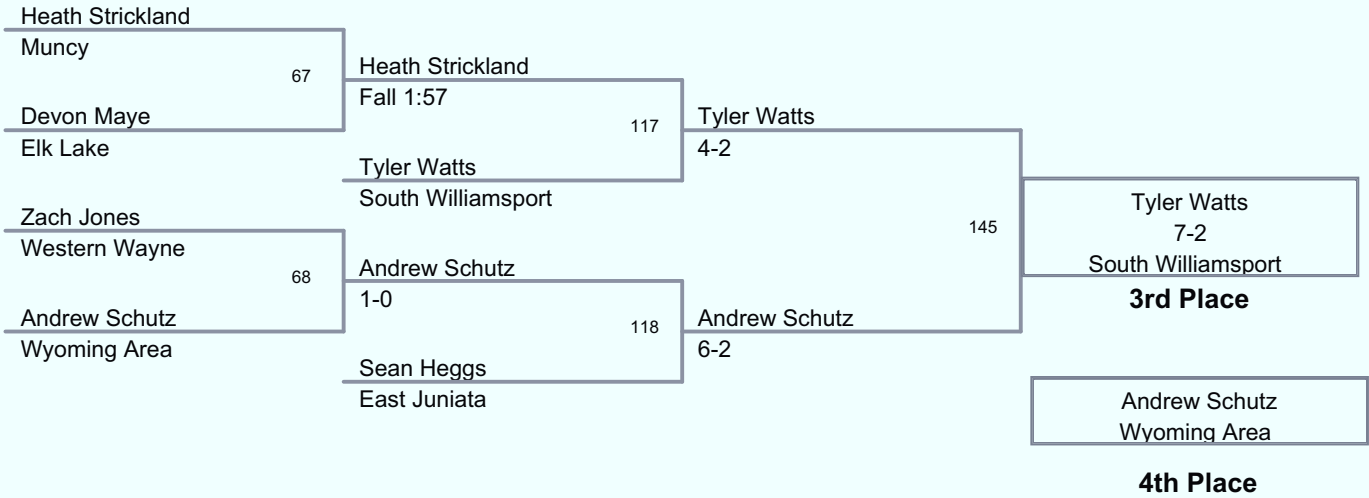 Heath Strickland
Muncy
67
Devon Maye
Elk Lake
Heath Strickland
Fall 1:57
117
Tyler Watts
South Williamsport
Zach Jones
Western Wayne
68
Andrew Schutz
Wyoming Area
Andrew Schutz
1-0
118
Sean Heggs
East Juniata
Tyler Watts
4-2
145
Andrew Schutz
6-2
Tyler Watts
7-2
South Williamsport
3rd Place
Andrew Schutz
Wyoming Area
4th Place